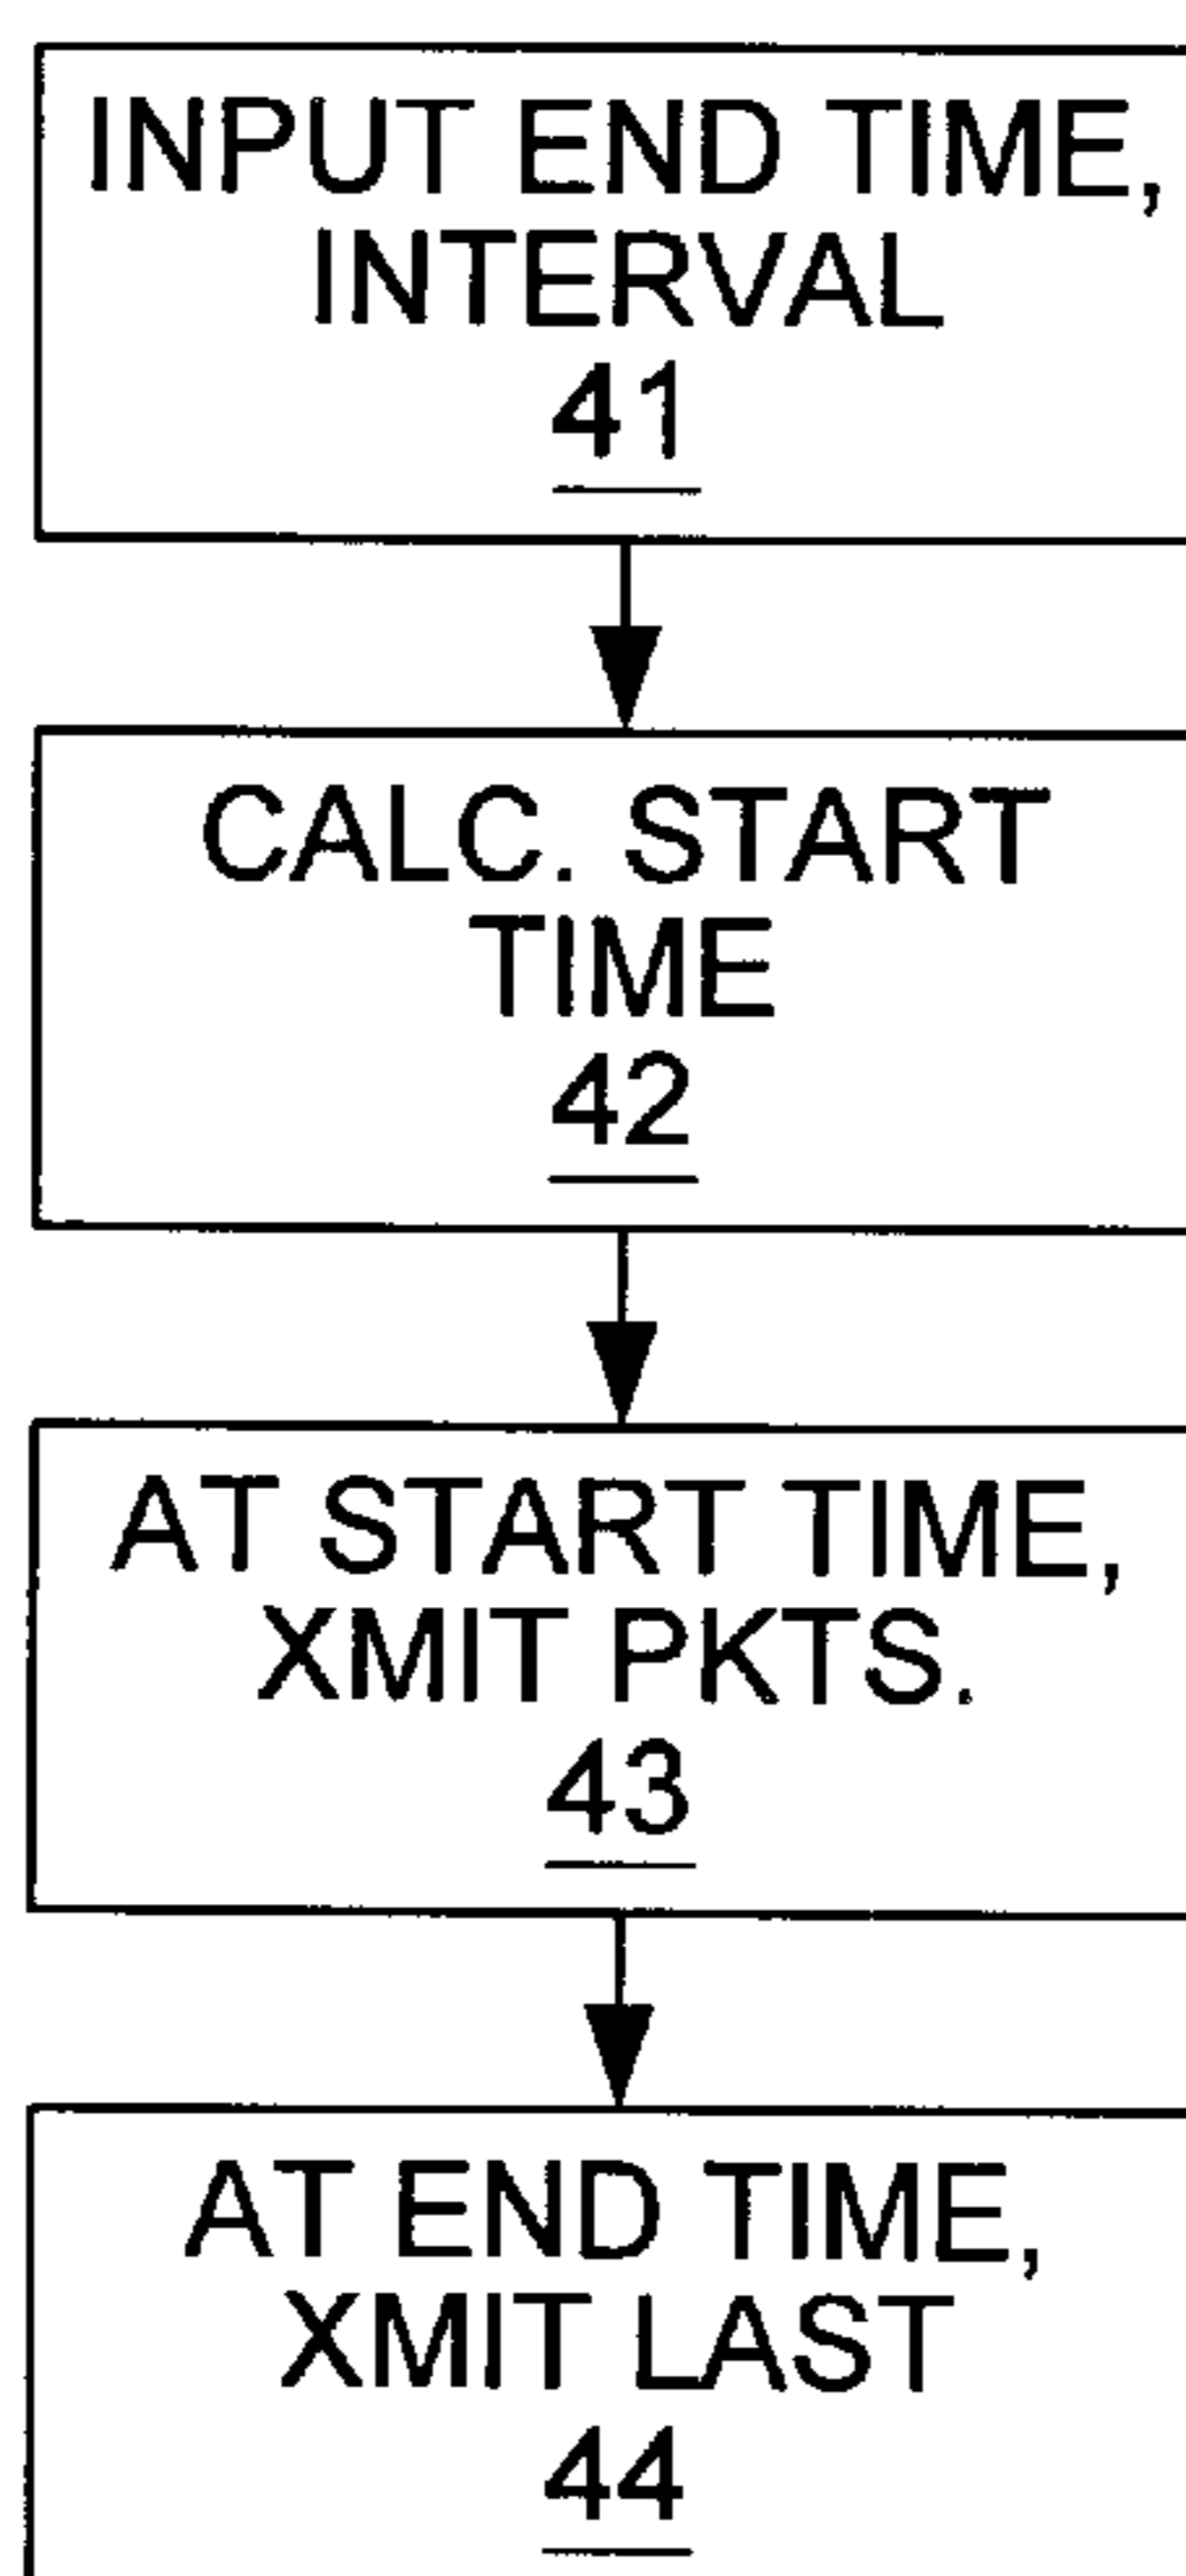 INPUT END TIME,
INTERVAL
41
CALC. START
TIME
42
AT START TIME,
XMIT PKTS.
43
AT END TIME,
XMIT LAST
44